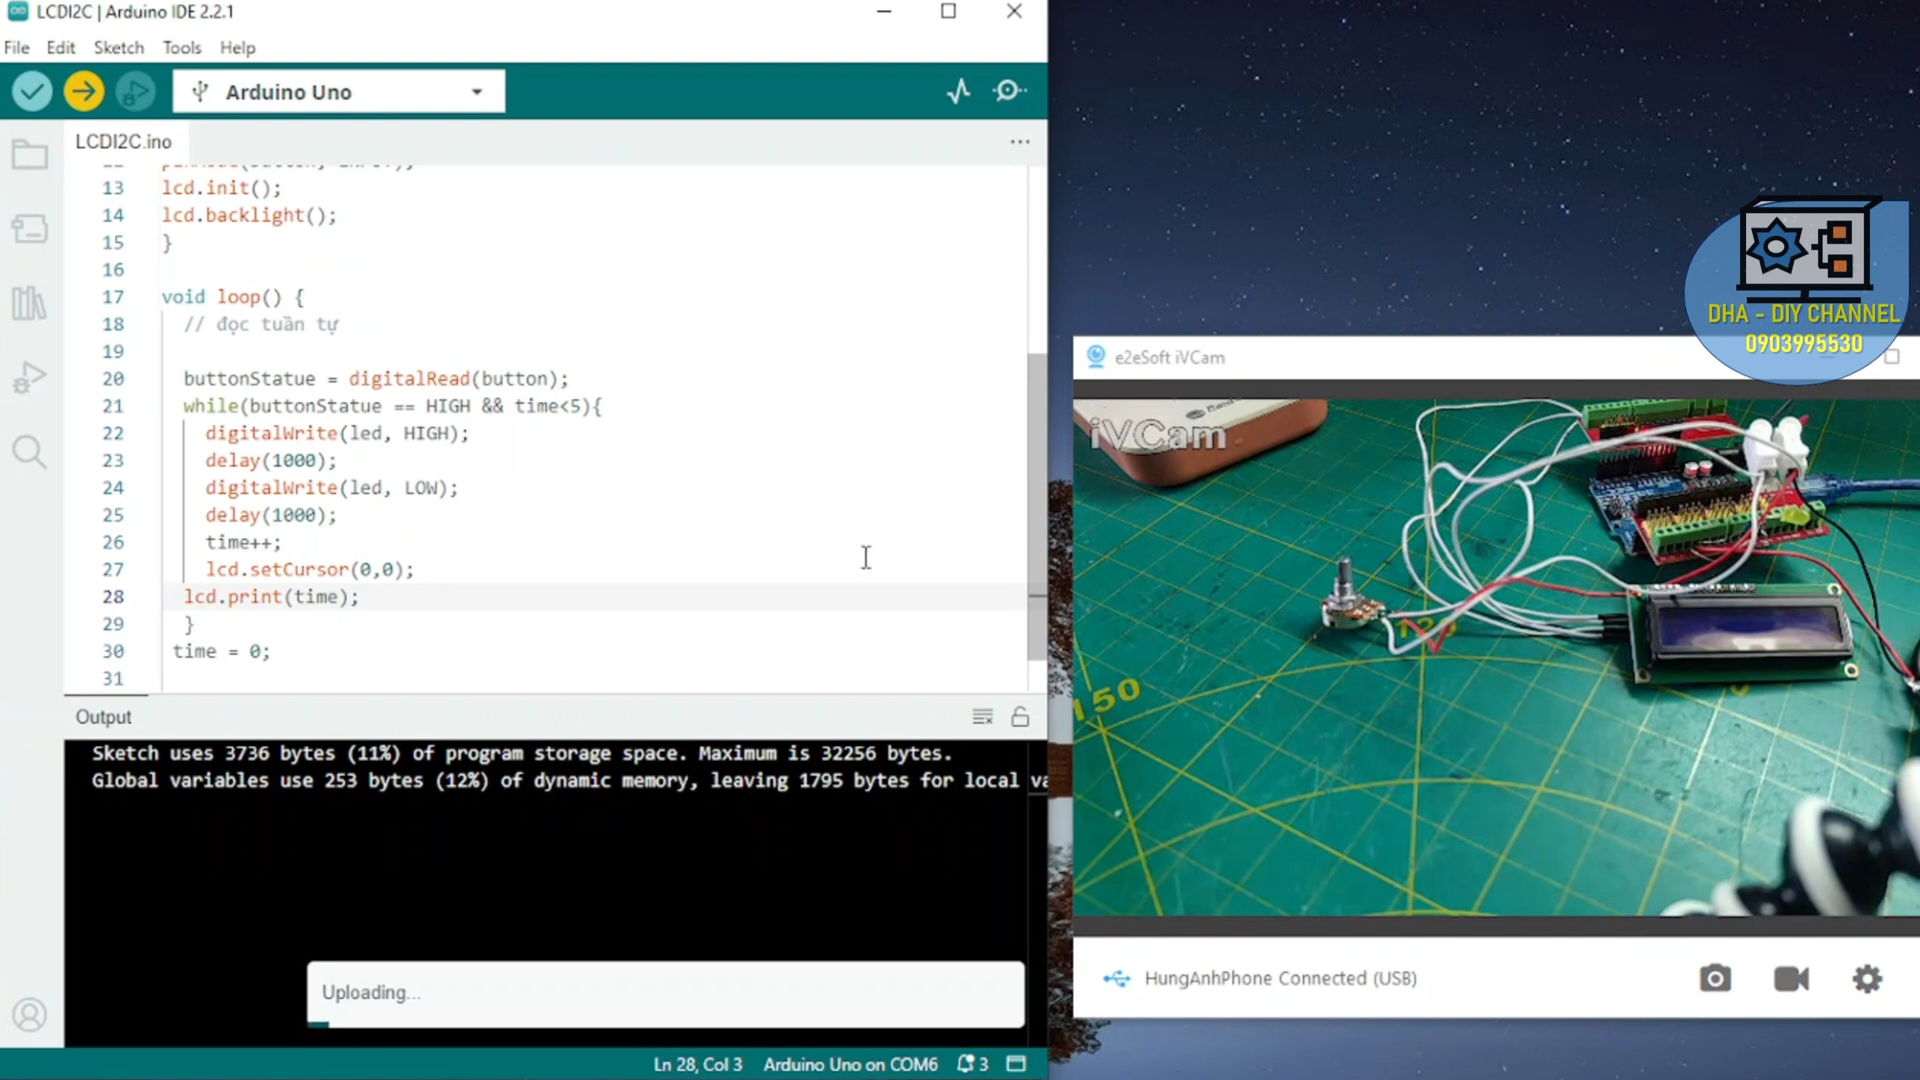 LCDI2C | Arduino IDE 2.2.1
File Edit Sketch Tools Help
Arduino Uno
LCDI2C.ino
13 lcd.init();
14 lcd.backlight();
15 }
16
17 void loop() {
18 // đọc tuần tự
19
20 buttonStatue = digitalRead(button);
21 while(buttonStatue == HIGH && time<5){
22 digitalWrite(led, HIGH);
23 delay(1000);
24 digitalWrite(led, LOW);
25 delay(1000);
26 time++;
27 lcd.setCursor(0,0);
28 lcd.print(time);
29 }
30 time = 0;
31
Output
Sketch uses 3736 bytes (11%) of program storage space. Maximum is 32256 bytes.
Global variables use 253 bytes (12%) of dynamic memory, leaving 1795 bytes for local va
Uploading...
Ln 28, Col 3 Arduino Uno on COM6 3
DHA - DIY CHANNEL
0903995530
e2eSoft iVCam
iVCam
120
150
HungAnhPhone Connected (USB)